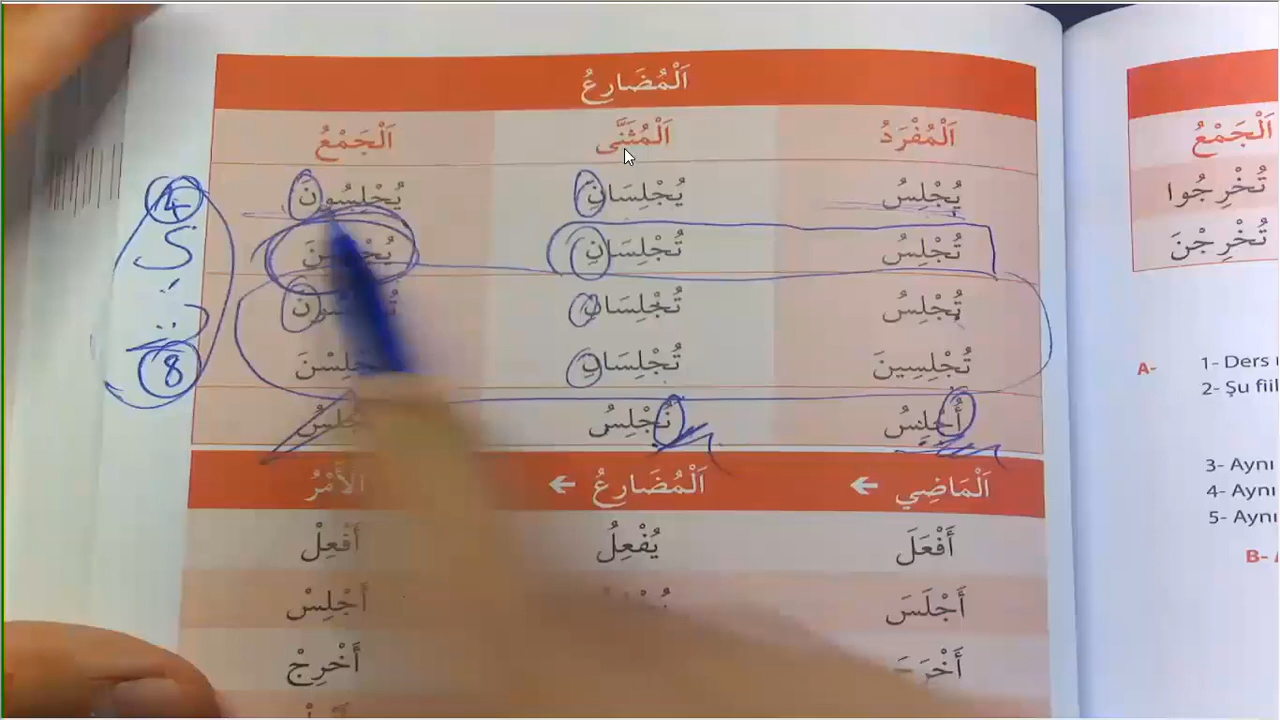 اَلْمُضَارِعُ
اَلْمُفْرَدُ اَلْمُثَنَّى اَلْجَمْعُ
يُجْلِسُ يُجْلِسَانِ يُجْلِسُونَ
تُجْلِسُ تُجْلِسَانِ
تُجْلِسُ تُجْلِسَانِ
تُجْلِسِينَ تُجْلِسَانِ
أُجْلِسُ نُجْلِسُ
اَلْمَاضِي ← اَلْمُضَارِعُ ← اَلْأَمْرُ
أَفْعَلَ يُفْعِلُ أَفْعِلْ
أَجْلَسَ أَجْلِسْ
أَخْرِجْ
4
8
اَلْجَمْعُ
تُخْرِجُوا
تُخْرِجْنَ
A- 1- Ders
2- Şu
3- Aynı
4- Aynı
5- Aynı
B-